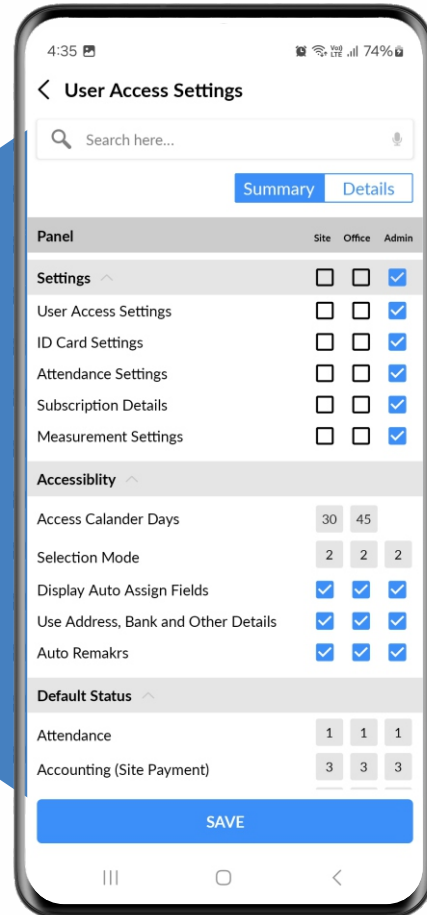 4:35 Vo) LTE 74%
User Access Settings
Search here...
Summary Details
Panel Site Office Admin
Settings
User Access Settings
ID Card Settings
Attendance Settings
Subscription Details
Measurement Settings
Accessiblity
Access Calander Days 30 45
Selection Mode 2 2 2
Display Auto Assign Fields
Use Address, Bank and Other Details
Auto Remakrs
Default Status
Attendance 1 1 1
Accounting (Site Payment) 3 3 3
SAVE